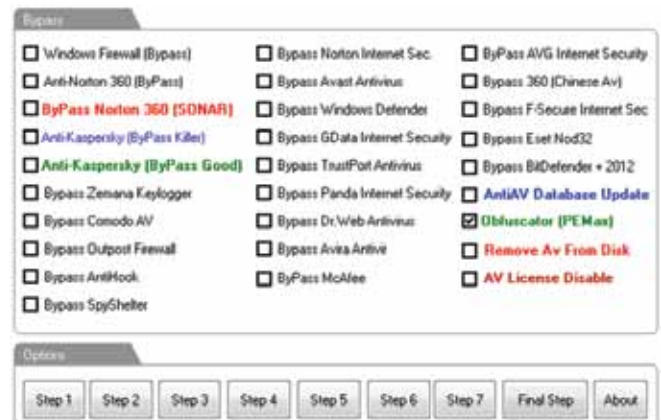 Bypass
Windows Firewall (Bypass)
Anti-Norton 360 (ByPass)
ByPass Norton 360 (SONAR)
Anti-Kaspersky (ByPass Killer)
Anti-Kaspersky (ByPass Good)
Bypass Zemana Keylogger
Bypass Comodo AV
Bypass Outpost Firewall
Bypass AntiHook
Bypass SpyShelter
Bypass Norton Internet Sec.
Bypass Avast Antivirus
Bypass Windows Defender
Bypass GData Internet Security
Bypass TrustPort Antivirus
Bypass Panda Internet Security
Bypass Dr.Web Antivirus
Bypass Avira Antivir
ByPass McAfee
ByPass AVG Internet Security
Bypass 360 (Chinese Av)
Bypass F-Secure Internet Sec
Bypass Eset Nod32
Bypass BitDefender + 2012
AntiAV Database Update
Obfuscator (PEMax)
Remove Av From Disk
AV License Disable
Options
Step 1
Step 2
Step 3
Step 4
Step 5
Step 6
Step 7
Final Step
About